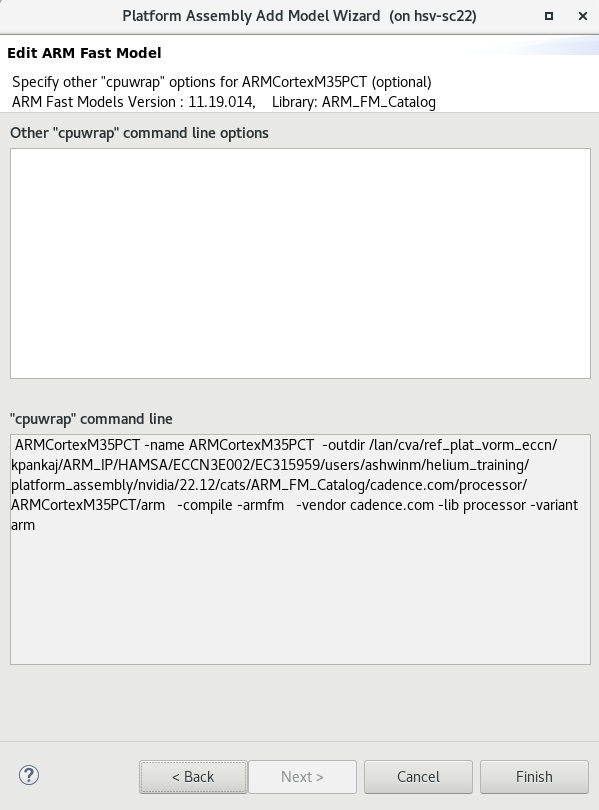 Platform Assembly Add Model Wizard (on hsv-sc22)
Edit ARM Fast Model
Specify other "cpuwrap" options for ARMCortexM35PCT (optional)
ARM Fast Models Version : 11.19.014,    Library: ARM_FM_Catalog
Other "cpuwrap" command line options
"cpuwrap" command line
ARMCortexM35PCT -name ARMCortexM35PCT  -outdir /lan/cva/ref_plat_vorm_eccn/
kpankaj/ARM_IP/HAMSA/ECCN3E002/EC315959/users/ashwinm/helium_training/
platform_assembly/nvidia/22.12/cats/ARM_FM_Catalog/cadence.com/processor/
ARMCortexM35PCT/arm   -compile -armfm   -vendor cadence.com -lib processor -variant
arm
?
< Back
Next >
Cancel
Finish